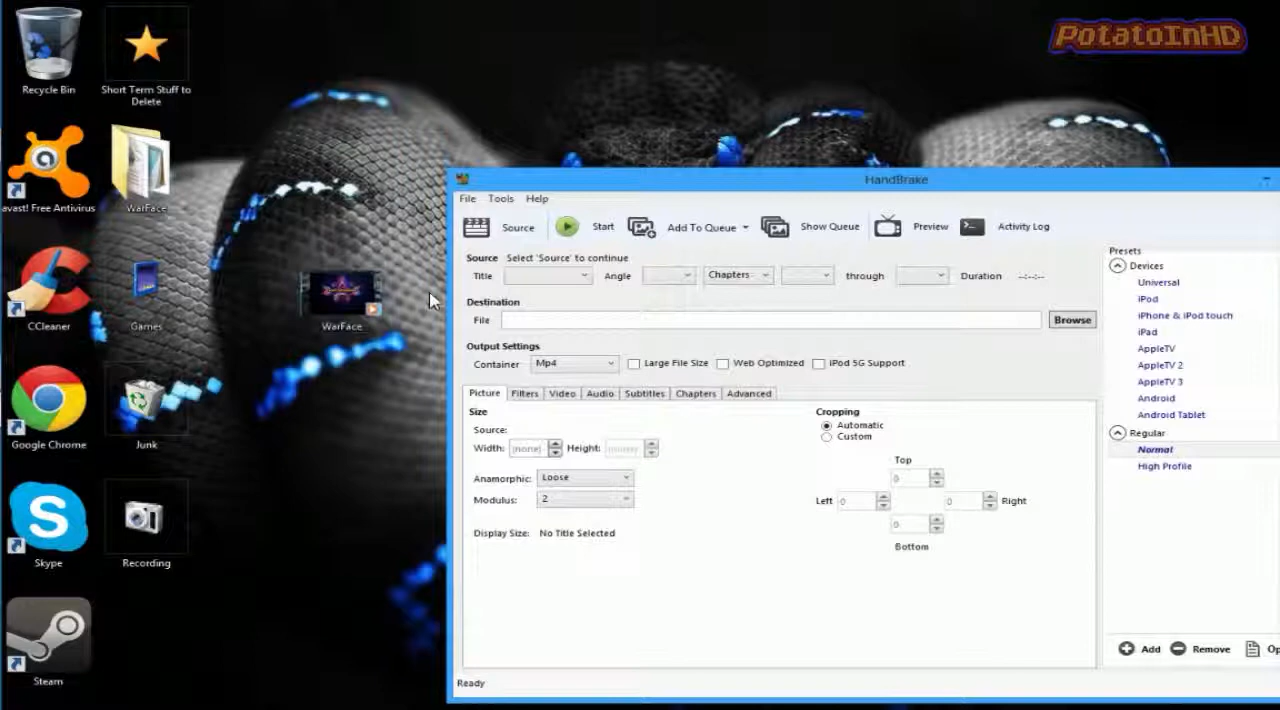 PotatoInHD
Recycle Bin
Short Term Stuff to
Delete
avast! Free Antivirus
WarFace
CCleaner
Games
WarFace
Google Chrome
Junk
Skype
Recording
Steam
HandBrake
File Tools Help
Source Start Add To Queue Show Queue Preview Activity Log
Source Select 'Source' to continue
Title Angle Chapters through Duration --:--:--
Destination
File Browse
Output Settings
Container Mp4 Large File Size Web Optimized iPod 5G Support
Picture Filters Video Audio Subtitles Chapters Advanced
Size
Source:
Width: (none) Height:
Anamorphic: Loose
Modulus: 2
Display Size: No Title Selected
Cropping
Automatic
Custom
Top
0
Left 0 0 Right
0
Bottom
Presets
Devices
Universal
iPod
iPhone & iPod touch
iPad
AppleTV
AppleTV 2
AppleTV 3
Android
Android Tablet
Regular
Normal
High Profile
Add Remove Op
Ready